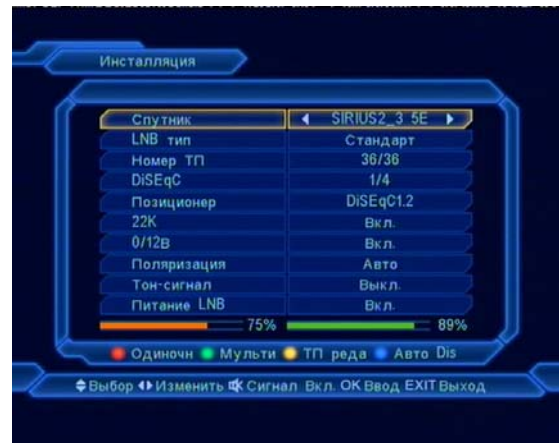 Инсталляция
Спутник SIRIUS2_3 5E
LNB тип Стандарт
Номер ТП 36/36
DiSEqC 1/4
Позиционер DiSEqC1.2
22K Вкл.
0/12В Вкл.
Поляризация Авто
Тон-сигнал Выкл.
Питание LNB Вкл.
75% 89%
Одиночн Мульти ТП реда Авто Dis
Выбор Изменить Сигнал Вкл. OK Ввод EXIT Выход